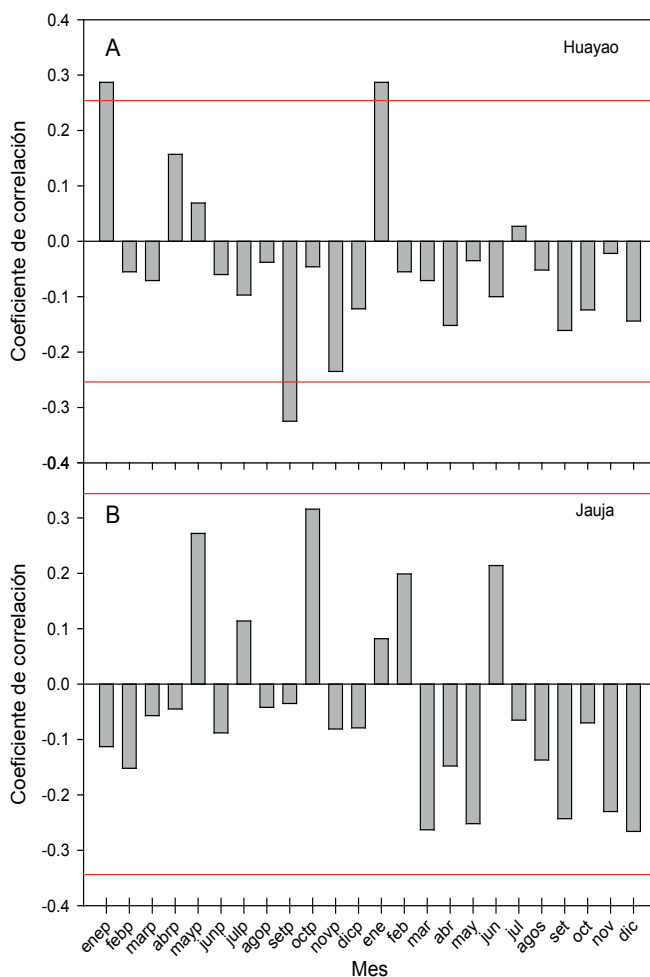 A
Huayao
Coeficiente de correlación
0.4
0.3
0.2
0.1
0.0
-0.1
-0.2
-0.3
-0.4
B
Jauja
Coeficiente de correlación
0.3
0.2
0.1
0.0
-0.1
-0.2
-0.3
-0.4
enep febp marp abrp mayp junp julp agop setp octp novp dicp ene feb mar abr may jun jul agos set oct nov dic
Mes